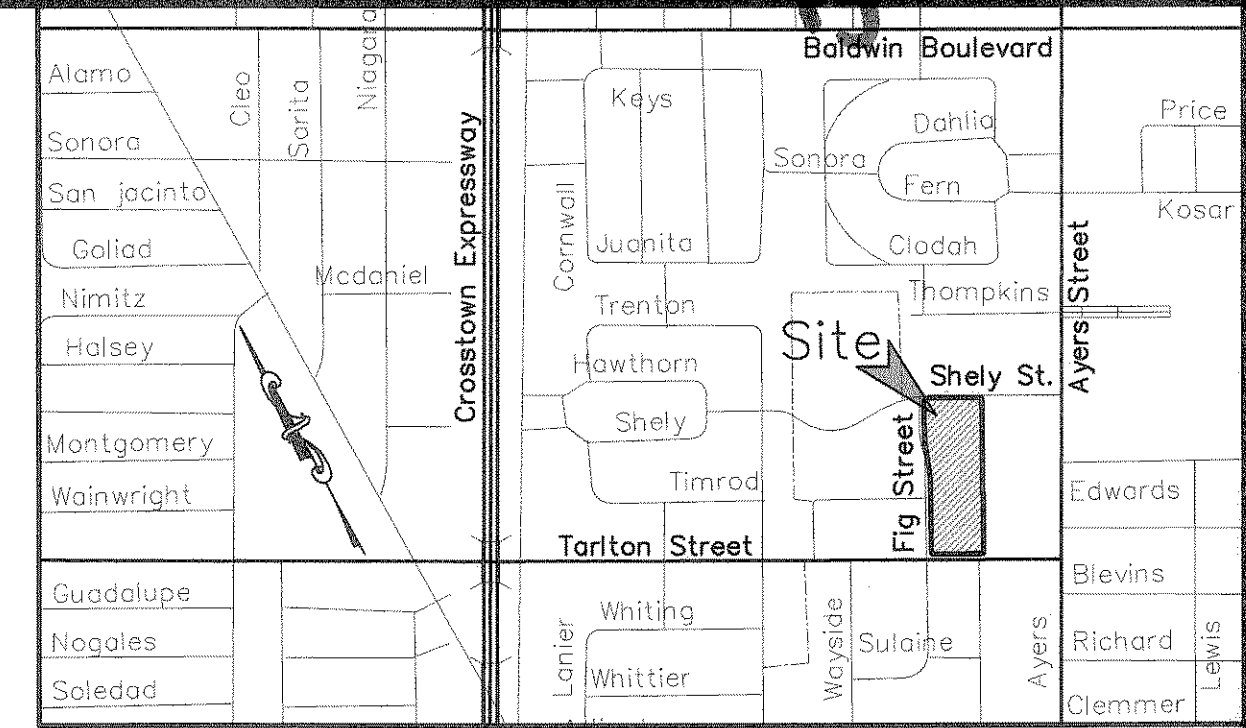 Baldwin Boulevard
Alamo
Cleo
Sarita
Niagara
Keys
Dahlia
Price
Sonora
Sonora
Crosstown Expressway
San jacinto
Fern
Kosar
Cornwall
Goliad
Juanita
Clodah
Ayers Street
Mcdaniel
Nimitz
Trenton
Thompkins
Halsey
Site
Hawthorn
Shely St.
Shely
Montgomery
Fig Street
Wainwright
Timrod
Edwards
Tarlton Street
Blevins
Guadalupe
Whiting
Lanier
Wayside
Nogales
Sulaine
Ayers
Richard
Lewis
Soledad
Whittier
Clemmer